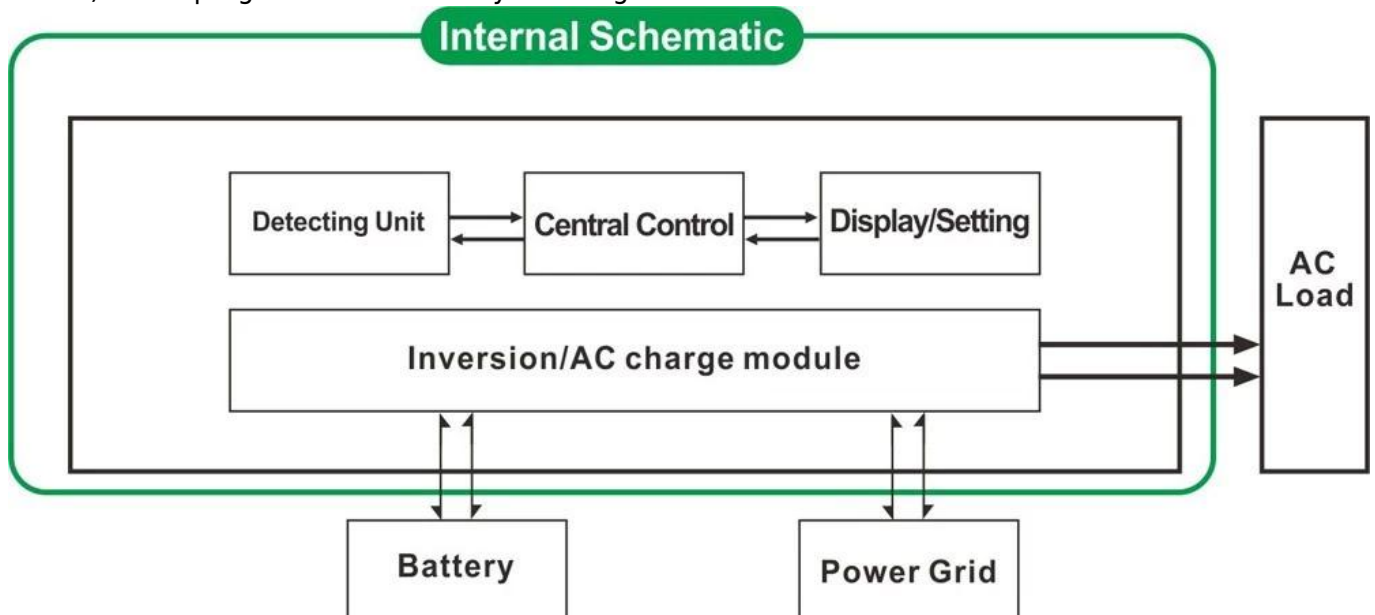 Internal Schematic
Detecting Unit
Central Control
Display/Setting
AC
Load
Inversion/AC charge module
Battery
Power Grid